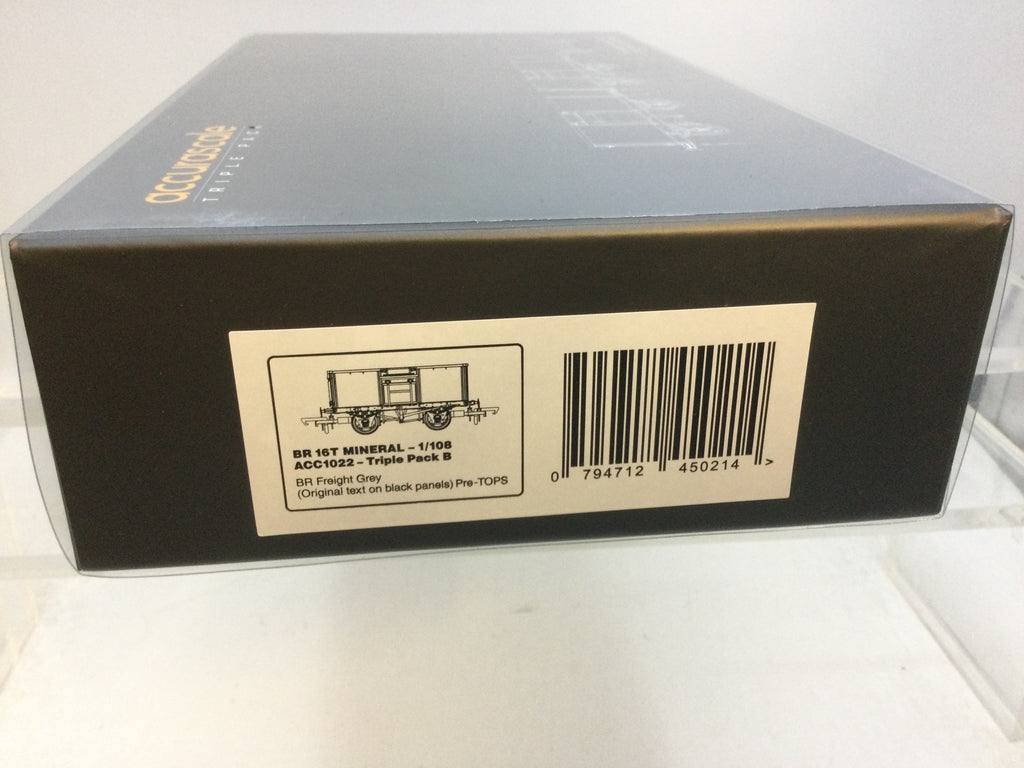 accurascale
TRIPLE PACK
BR 16T MINERAL – 1/108
ACC1022 – Triple Pack B
BR Freight Grey
(Original text on black panels) Pre-TOPS
0 794712 450214 >